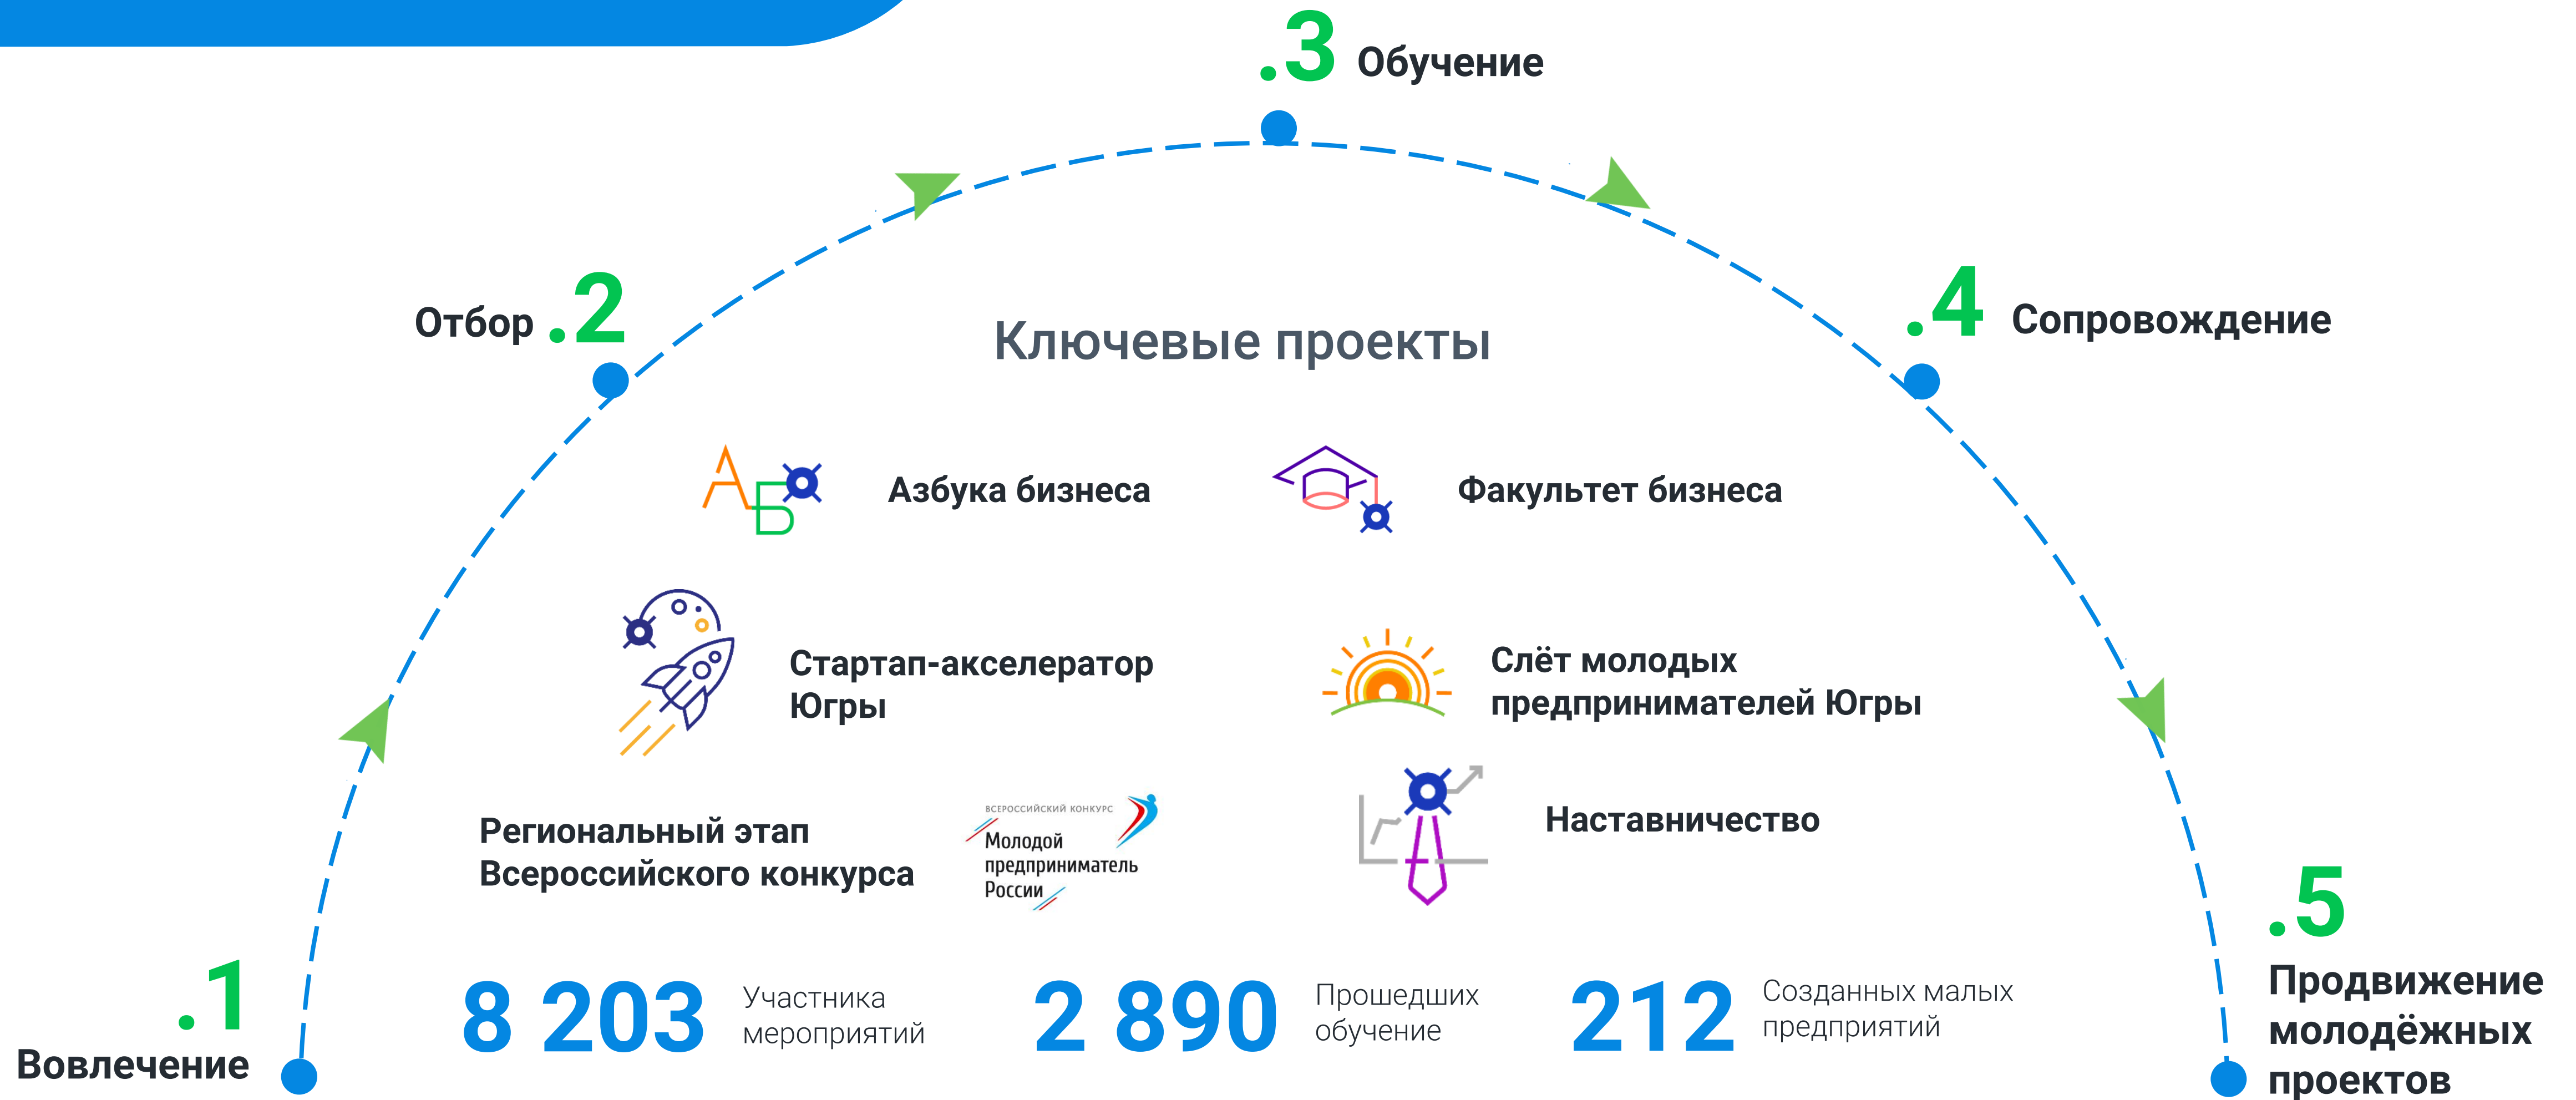 .3 Обучение
Отбор .2
.4 Сопровождение
Ключевые проекты
АБ
Азбука бизнеса
Факультет бизнеса
Стартап-акселератор
Югры
Слёт молодых
предпринимателей Югры
Региональный этап
Всероссийского конкурса
ВСЕРОССИЙСКИЙ КОНКУРС
Молодой
предприниматель
России
Наставничество
.1
Вовлечение
8 203
Участника
мероприятий
2 890
Прошедших
обучение
212
Созданных малых
предприятий
.5
Продвижение
молодёжных
проектов